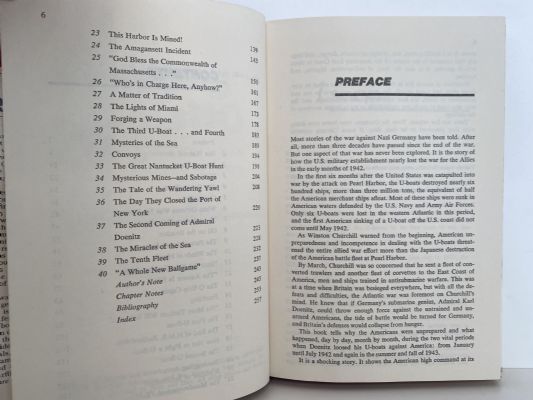 6
23 This Harbor Is Mined! 139
24 The Amagansett Incident 145
25 "God Bless the Commonwealth of
Massachusetts . . ." 156
26 "Who's in Charge Here, Anyhow?" 161
27 A Matter of Tradition 167
28 The Lights of Miami 173
29 Forging a Weapon 178
30 The Third U-Boat . . . and Fourth 185
31 Mysteries of the Sea 191
32 Convoys 194
33 The Great Nantucket U-Boat Hunt 198
34 Mysterious Mines—and Sabotage 204
35 The Tale of the Wandering Yawl 208
36 The Day They Closed the Port of
New York 220
37 The Second Coming of Admiral
Doenitz 229
38 The Miracles of the Sea
39 The Tenth Fleet
40 "A Whole New Ballgame"
Author's Note
Chapter Notes
Bibliography
Index 257
PREFACE
Most stories of the war against Nazi Germany have been told. After
all, more than three decades have passed since the end of the war.
But one aspect of that war has never been explored. It is the story of
how the U.S. military establishment nearly lost the war for the Allies
in the early months of 1942.
In the first six months after the United States was catapulted into
war by the attack on Pearl Harbor, the U-boats destroyed nearly six
hundred ships, more than three million tons, the equivalent of half
the American merchant ships afloat. Most of these ships were sunk in
American waters defended by the U.S. Navy and Army Air Forces.
Only six U-boats were lost in the western Atlantic in this period,
and the first American sinking of a U-boat off the U.S. coast did not
come until May 1942.
As Winston Churchill warned from the beginning, American un-
preparedness and incompetence in dealing with the U-boats threat-
ened the entire allied war effort more than the Japanese destruction
of the American battle fleet at Pearl Harbor.
By March, Churchill was so concerned that he sent a fleet of con-
verted trawlers and another fleet of corvettes to the East Coast of
America, men and ships trained in antisubmarine warfare. This was
at a time when Britain was besieged everywhere, but with all the de-
feats and difficulties, the Atlantic war was foremost on Churchill's
mind. He knew that if Germany's submarine genius, Admiral Karl
Doenitz, could throw enough force against the untrained and un-
armed Americans, the tide of battle would be turned for Germany,
and Britain's defenses would collapse from hunger.
This book tells why the Americans were unprepared and what
happened, day by day, month by month, during the two vital periods
when Doenitz loosed his U-boats against America: from January
until July 1942 and again in the summer and fall of 1943.
It is a shocking story. It shows the American high command at its